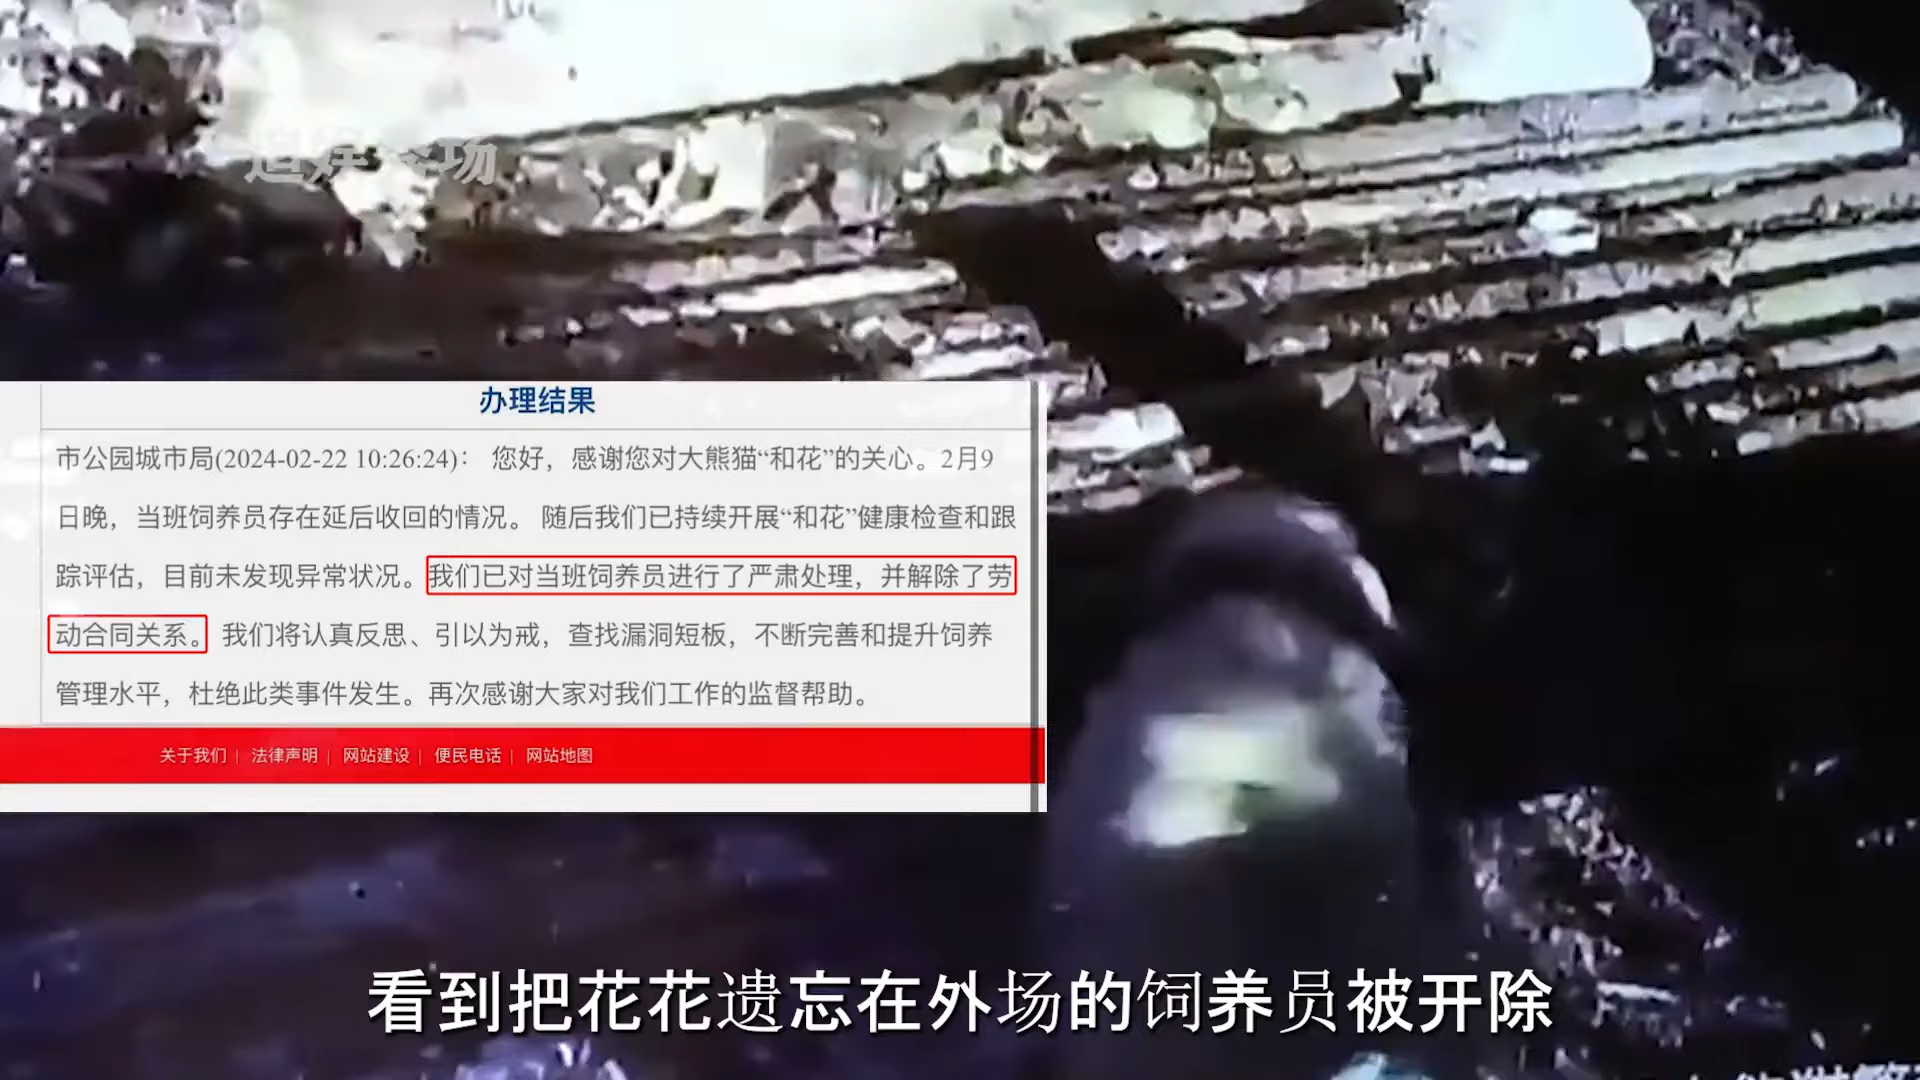 办理结果
市公园城市局(2024-02-22 10:26:24)： 您好，感谢您对大熊猫“和花”的关心。2月9
日晚，当班饲养员存在延后收回的情况。 随后我们已持续开展“和花”健康检查和跟
踪评估，目前未发现异常状况。我们已对当班饲养员进行了严肃处理，并解除了劳
动合同关系。 我们将认真反思、引以为戒，查找漏洞短板，不断完善和提升饲养
管理水平，杜绝此类事件发生。再次感谢大家对我们工作的监督帮助。
关于我们 | 法律声明 | 网站建设 | 便民电话 | 网站地图
看到把花花遗忘在外场的饲养员被开除